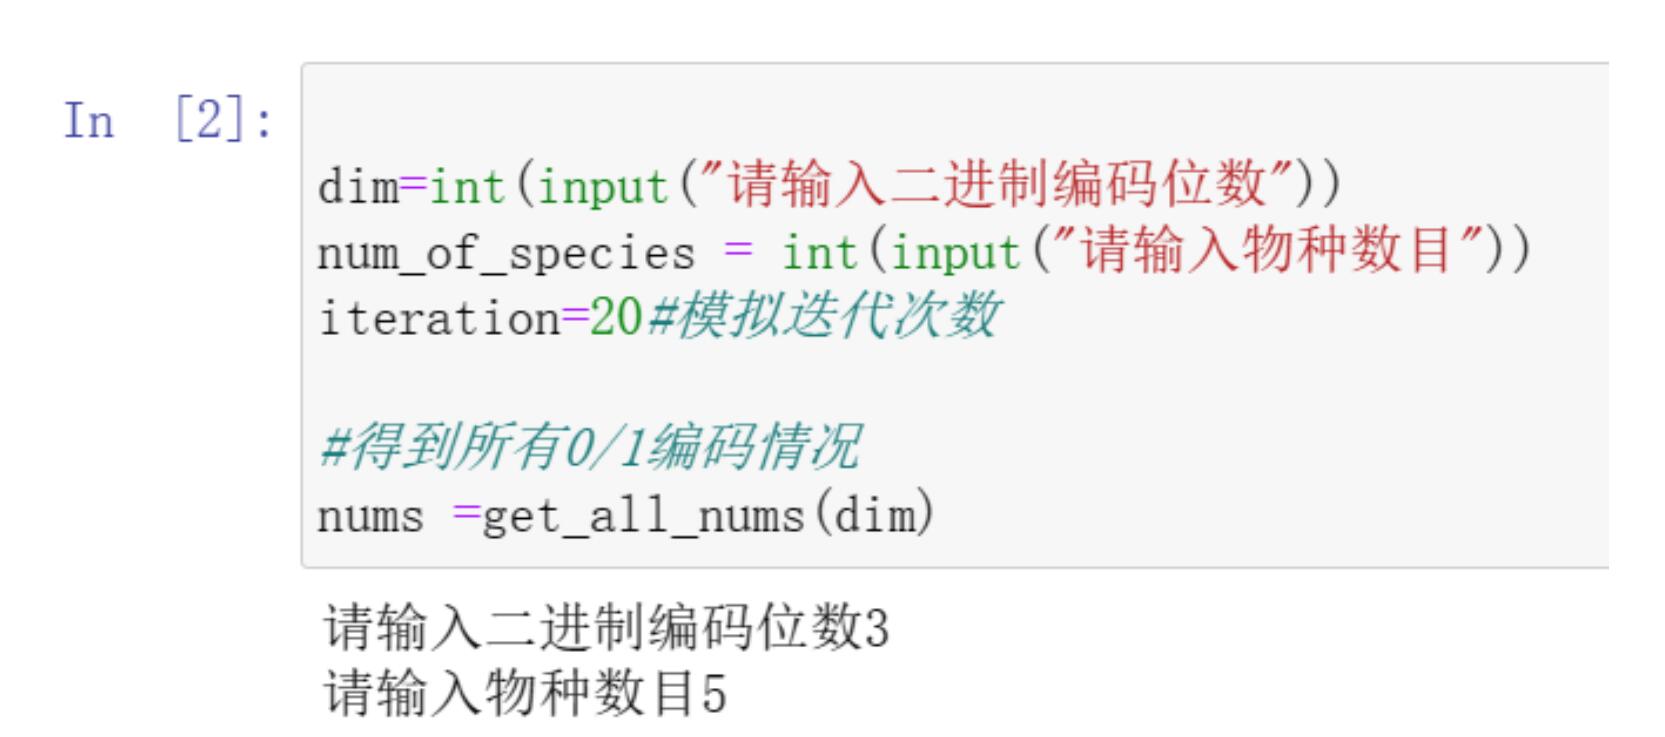 In [2]:
dim=int(input("请输入二进制编码位数"))
num_of_species = int(input("请输入物种数目"))
iteration=20#模拟迭代次数
#得到所有0/1编码情况
nums =get_all_nums(dim)
请输入二进制编码位数3
请输入物种数目5